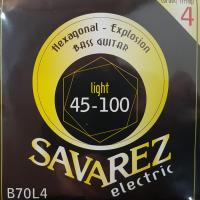 4
Hexagonal - Explosion
BASS GUITAR
light
45-100
SAVAREZ
electric
B70L4